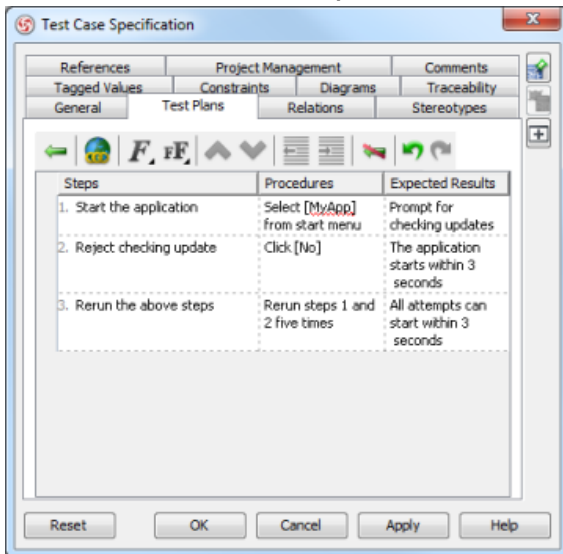 Test Case Specification
References Project Management Comments
Tagged Values Constraints Diagrams Traceability
General Test Plans Relations Stereotypes
F FF
Steps Procedures Expected Results
1. Start the application Select [MyApp] Prompt for
from start menu checking updates
2. Reject checking update Click [No] The application
starts within 3
seconds
3. Rerun the above steps Rerun steps 1 and All attempts can
2 five times start within 3
seconds
Reset OK Cancel Apply Help